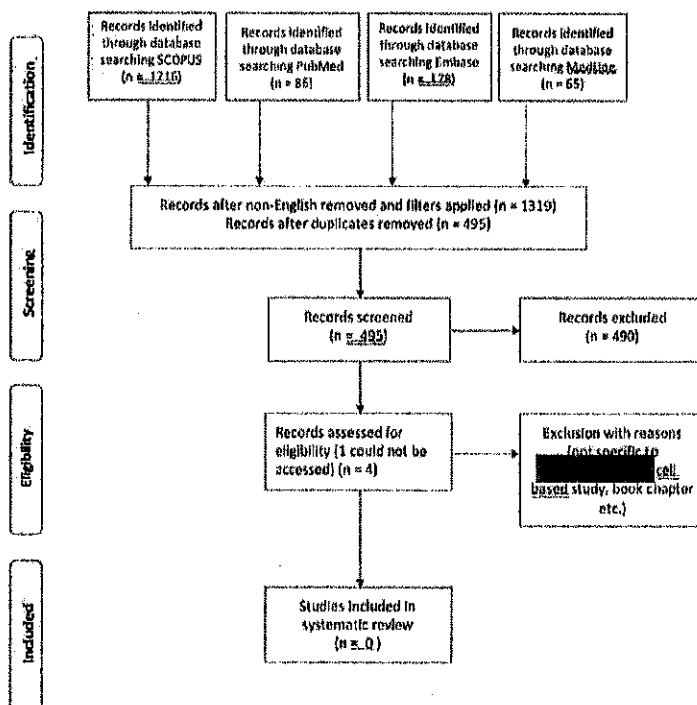 Identification
Records identified
through database
searching SCOPUS
(n = 1216)
Records identified
through database
searching PubMed
(n = 86)
Records identified
through database
searching Embase
(n = 128)
Records identified
through database
searching Medline
(n = 65)
Records after non-English removed and filters applied (n = 1319)
Records after duplicates removed (n = 495)
Screening
Records screened
(n = 495)
Records excluded
(n = 490)
Eligibility
Records assessed for
eligibility (1 could not be
accessed) (n = 4)
Exclusion with reasons
(not specific to
cell
based study, book chapter
etc.)
Included
Studies included in
systematic review
(n = 0 )